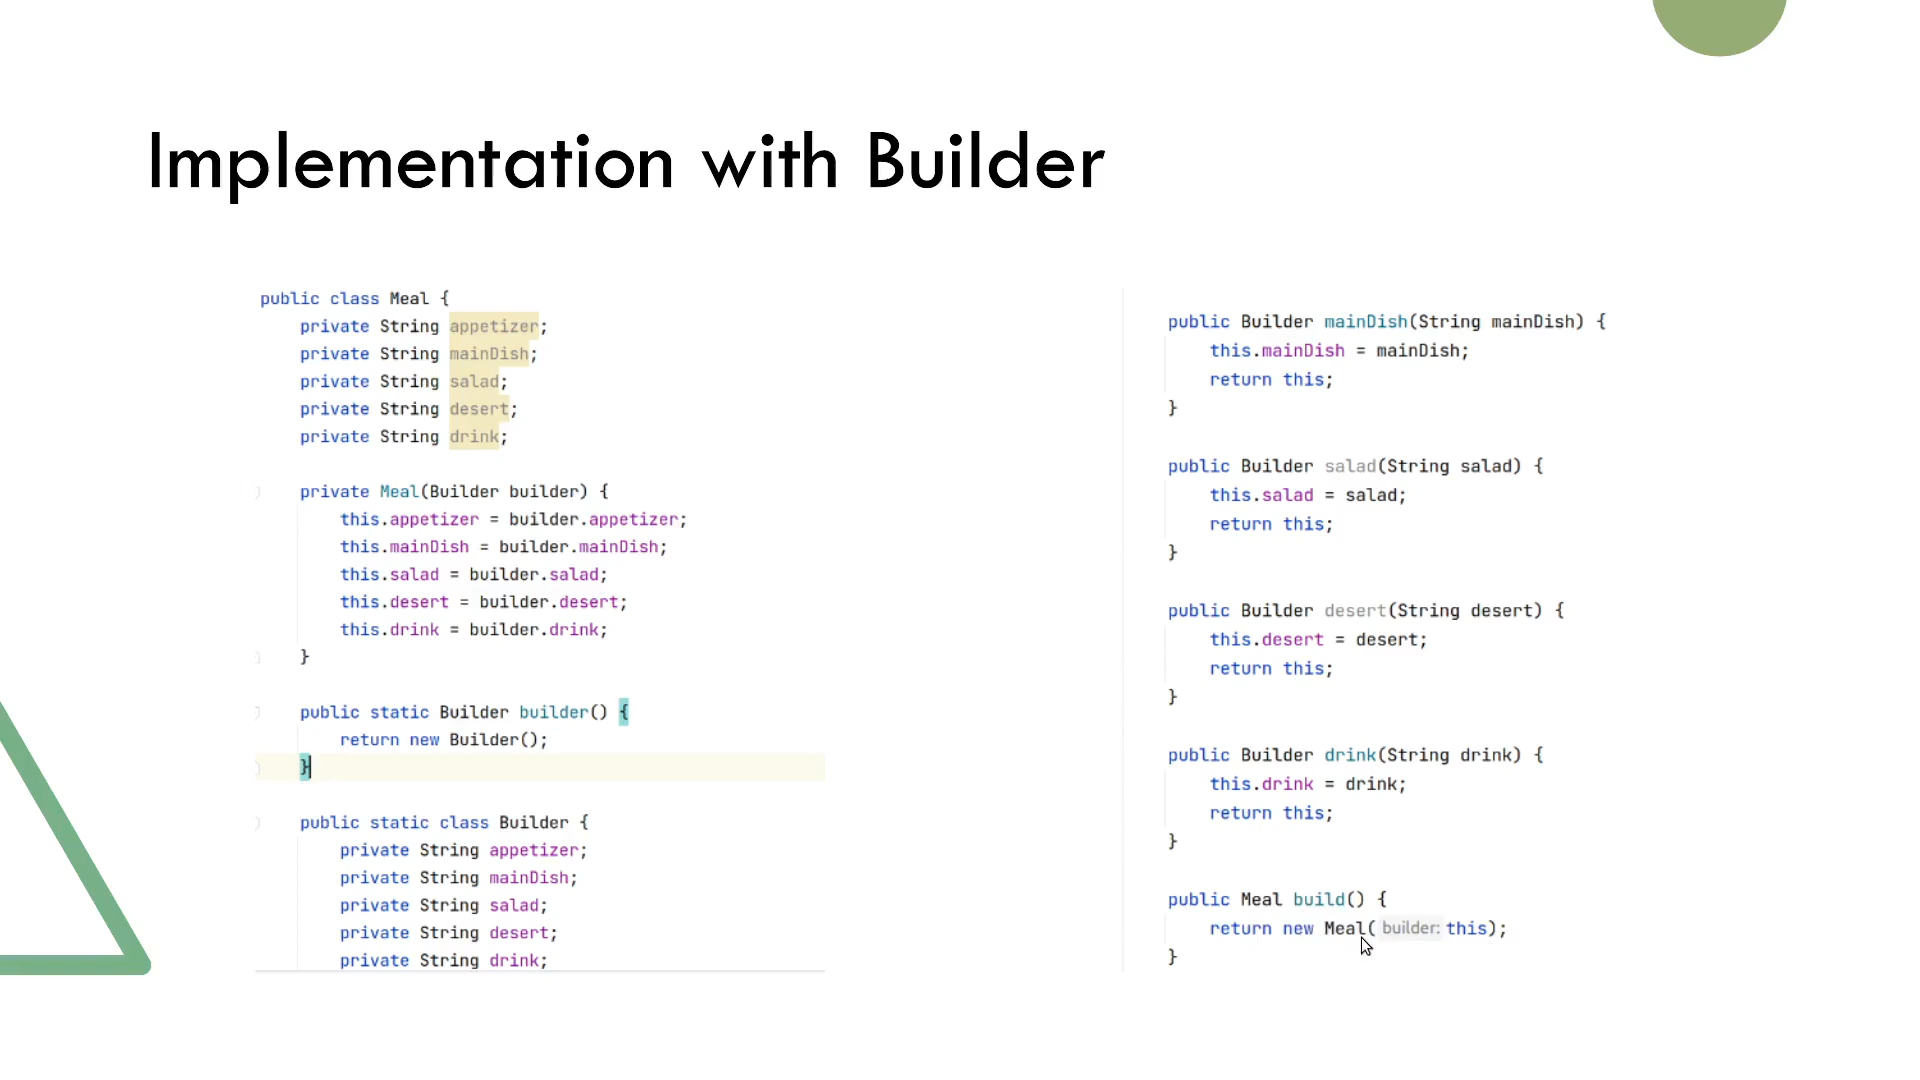 Implementation with Builder
public class Meal {
private String appetizer;
private String mainDish;
private String salad;
private String desert;
private String drink;
private Meal(Builder builder) {
this.appetizer = builder.appetizer;
this.mainDish = builder.mainDish;
this.salad = builder.salad;
this.desert = builder.desert;
this.drink = builder.drink;
}
public static Builder builder() {
return new Builder();
}
public static class Builder {
private String appetizer;
private String mainDish;
private String salad;
private String desert;
private String drink;
public Builder mainDish(String mainDish) {
this.mainDish = mainDish;
return this;
}
public Builder salad(String salad) {
this.salad = salad;
return this;
}
public Builder desert(String desert) {
this.desert = desert;
return this;
}
public Builder drink(String drink) {
this.drink = drink;
return this;
}
public Meal build() {
return new Meal( builder: this);
}